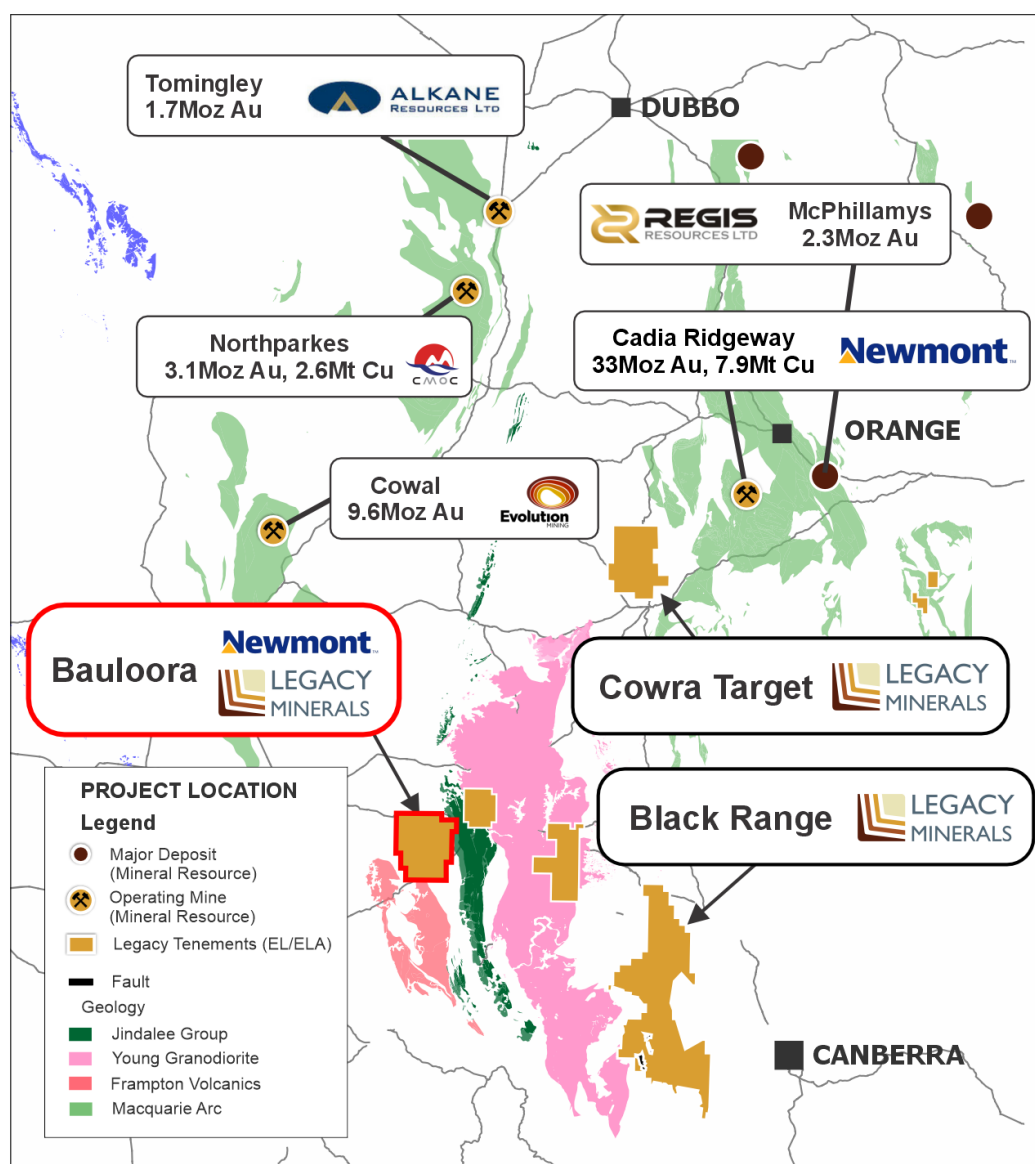 Tomingley
1.7Moz Au
ALKANE
RESOURCES LTD
DUBBO
REGIS
RESOURCES LTD
McPhillamys
2.3Moz Au
Northparkes
3.1Moz Au, 2.6Mt Cu
CMOC
Cadia Ridgeway
33Moz Au, 7.9Mt Cu
Newmont™
ORANGE
Cowal
9.6Moz Au
Evolution
MINING
Bauloora
Newmont™
LEGACY
MINERALS
Cowra Target
LEGACY
MINERALS
Black Range
LEGACY
MINERALS
PROJECT LOCATION
Legend
Major Deposit
(Mineral Resource)
Operating Mine
(Mineral Resource)
Legacy Tenements (EL/ELA)
Fault
Geology
Jindalee Group
Young Granodiorite
Frampton Volcanics
Macquarie Arc
CANBERRA